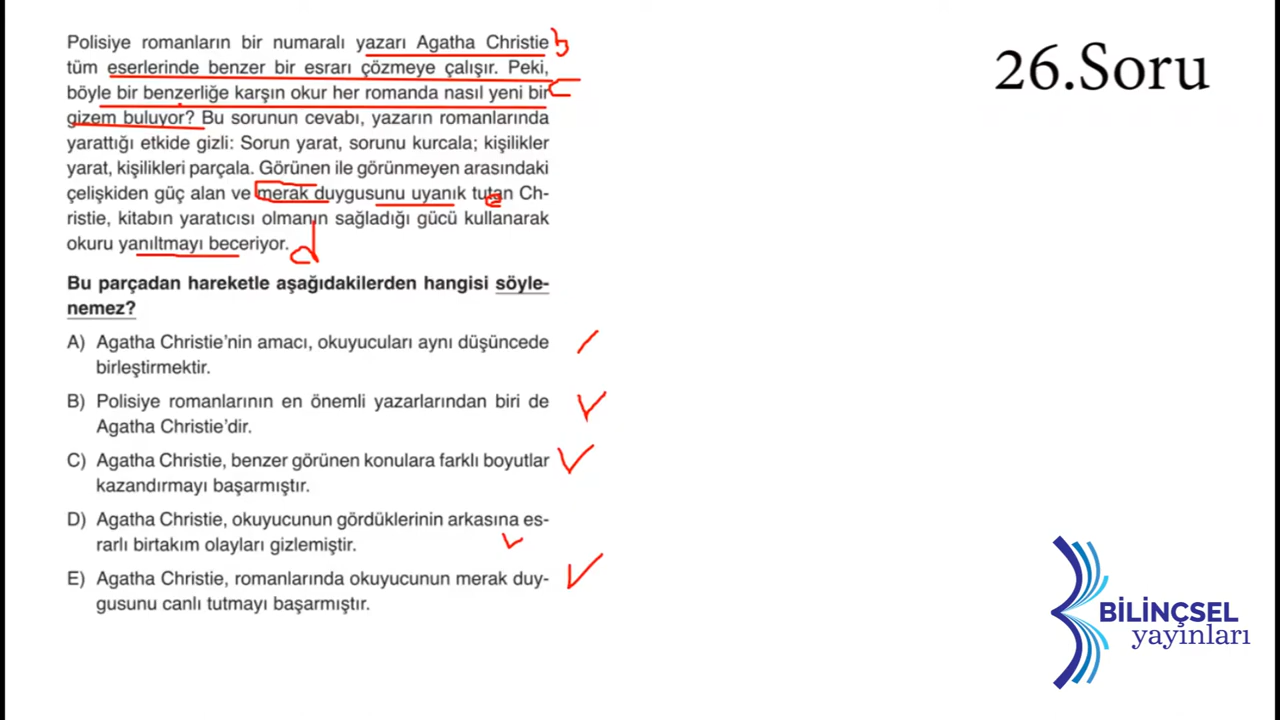 Polisiye romanların bir numaralı yazarı Agatha Christie b
tüm eserlerinde benzer bir esrarı çözmeye çalışır. Peki,
böyle bir benzerliğe karşın okur her romanda nasıl yeni bir c
gizem buluyor? Bu sorunun cevabı, yazarın romanlarında
yarattığı etkide gizli: Sorun yarat, sorunu kurcala; kişilikler
yarat, kişilikleri parçala. Görünen ile görünmeyen arasındaki
çelişkiden güç alan ve merak duygusunu uyanık tutan Ch-
e
ristie, kitabın yaratıcısı olmanın sağladığı gücü kullanarak
okuru yanıltmayı beceriyor. d
Bu parçadan hareketle aşağıdakilerden hangisi söyle-
nemez?
A) Agatha Christie’nin amacı, okuyucuları aynı düşüncede
birleştirmektir.
B) Polisiye romanlarının en önemli yazarlarından biri de
Agatha Christie’dir.
C) Agatha Christie, benzer görünen konulara farklı boyutlar
kazandırmayı başarmıştır.
D) Agatha Christie, okuyucunun gördüklerinin arkasına es-
rarlı birtakım olayları gizlemiştir.
E) Agatha Christie, romanlarında okuyucunun merak duy-
gusunu canlı tutmayı başarmıştır.
26.Soru
BİLİNÇSEL
yayınları